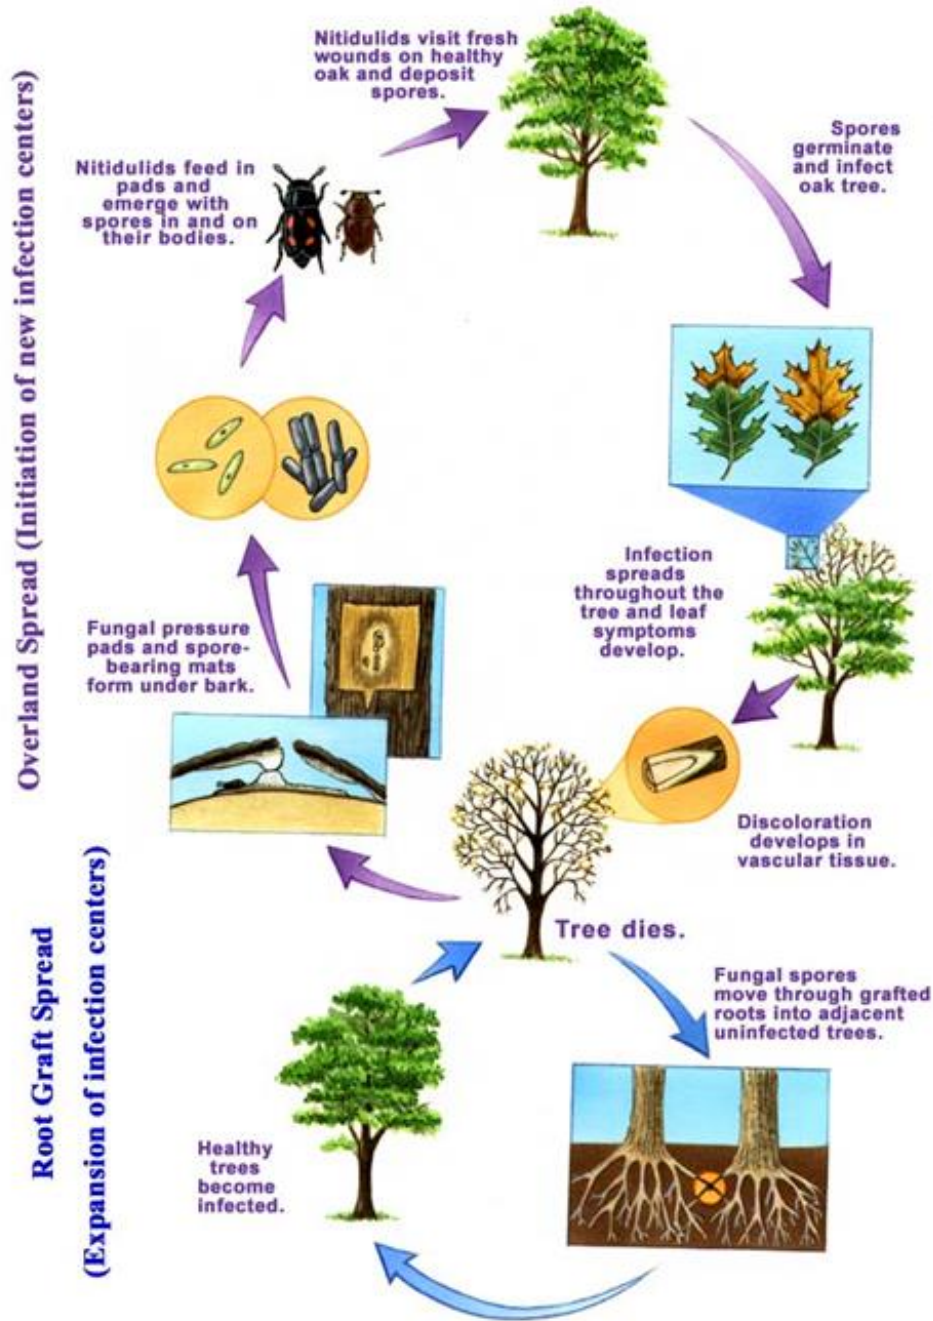 Overland Spread (Initiation of new infection centers)
Nitidulids visit fresh
wounds on healthy
oak and deposit
spores.
Spores
germinate
and infect
oak tree.
Nitidulids feed in
pads and
emerge with
spores in and on
their bodies.
Infection
spreads
throughout the
tree and leaf
symptoms
develop.
Fungal pressure
pads and spore-
bearing mats
form under bark.
Discoloration
develops in
vascular tissue.
Tree dies.
Root Graft Spread
(Expansion of infection centers)
Fungal spores
move through grafted
roots into adjacent
uninfected trees.
Healthy
trees
become
infected.